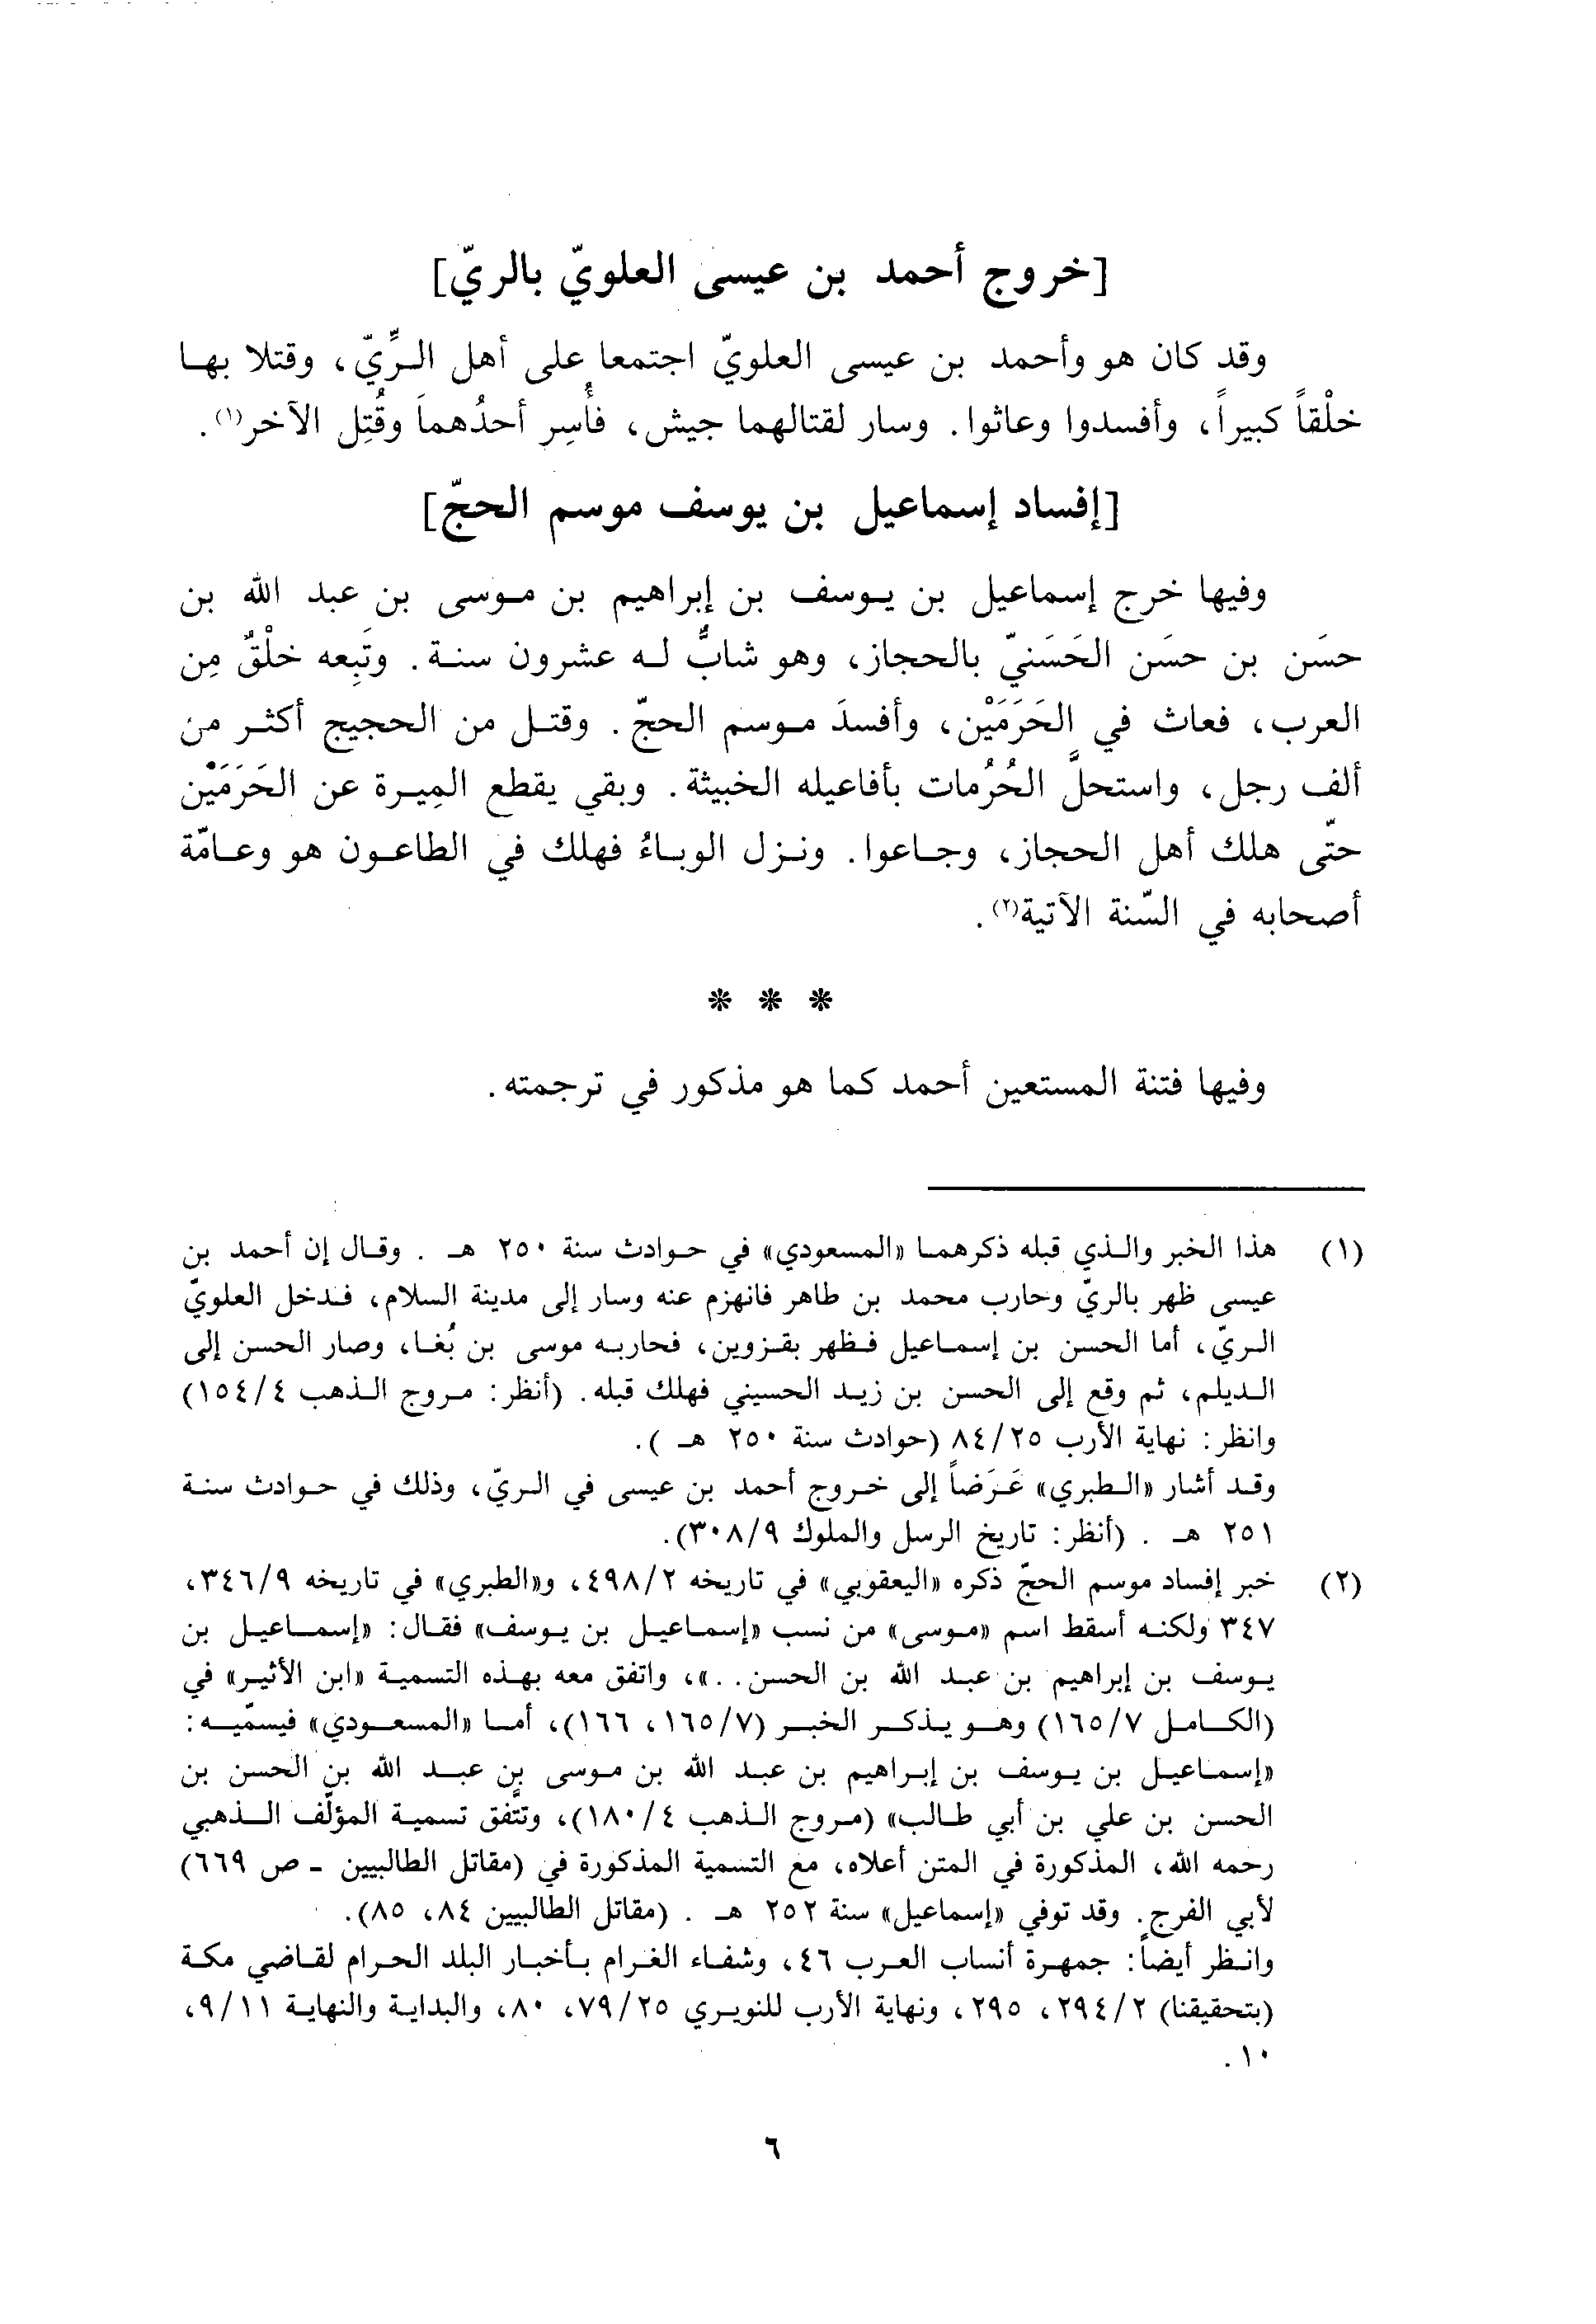 [خروج أحمد بن عيسى العلويّ بالريّ]
وقد كان هو وأحمد بن عيسى العلويّ اجتمعا على أهل الرِّيّ، وقتلا بها
خلْقاً كبيراً، وأفسدوا وعاثوا. وسار لقتالهما جيش، فأُسِر أحدُهما وقُتِل الآخر(١).
[إفساد إسماعيل بن يوسف موسم الحجّ]
وفيها خرج إسماعيل بن يوسف بن إبراهيم بن موسى بن عبد الله بن
حسَن بن حسَن الحَسَنيّ بالحجاز، وهو شابٌّ له عشرون سنة. وتَبِعه خلْقٌ مِن
العرب، فعاث في الحَرَمَيْن، وأفسدَ موسم الحجّ. وقتل من الحجيج أكثر من
ألف رجل، واستحلَّ الحُرُمات بأفاعيله الخبيثة. وبقي يقطع المِيرة عن الحَرَمَيْن
حتّى هلك أهل الحجاز، وجاعوا. ونزل الوباءُ فهلك في الطاعون هو وعامّة
أصحابه في السّنة الآتية(٢).
* * *
وفيها فتنة المستعين أحمد كما هو مذكور في ترجمته.
(١) هذا الخبر والذي قبله ذكرهما «المسعودي» في حوادث سنة ٢٥٠ هـ. وقال إن أحمد بن
عيسى ظهر بالريّ وحارب محمد بن طاهر فانهزم عنه وسار إلى مدينة السلام، فدخل العلويّ
الريّ، أما الحسن بن إسماعيل فظهر بقزوين، فحاربه موسى بن بُغا، وصار الحسن إلى
الديلم، ثم وقع إلى الحسن بن زيد الحسيني فهلك قبله. (أنظر: مروج الذهب ١٥٤/٤)
وانظر: نهاية الأرب ٨٤/٢٥ (حوادث سنة ٢٥٠ هـ).
وقد أشار «الطبري» عَرَضاً إلى خروج أحمد بن عيسى في الريّ، وذلك في حوادث سنة
٢٥١ هـ. (أنظر: تاريخ الرسل والملوك ٣٠٨/٩).
(٢) خبر إفساد موسم الحجّ ذكره «اليعقوبي» في تاريخه ٤٩٨/٢، و«الطبري» في تاريخه ٣٤٦/٩،
٣٤٧ ولكنه أسقط اسم «موسى» من نسب «إسماعيل بن يوسف» فقال: «إسماعيل بن
يوسف بن إبراهيم بن عبد الله بن الحسن..»، واتفق معه بهذه التسمية «ابن الأثير» في
(الكامل ١٦٥/٧) وهو يذكر الخبر (١٦٥/٧، ١٦٦)، أما «المسعودي» فيسمّيه:
«إسماعيل بن يوسف بن إبراهيم بن عبد الله بن موسى بن عبد الله بن الحسن بن
الحسن بن علي بن أبي طالب» (مروج الذهب ١٨٠/٤)، وتتّفق تسمية المؤلّف الذهبي
رحمه الله، المذكورة في المتن أعلاه، مع التسمية المذكورة في (مقاتل الطالبيين - ص ٦٦٩)
لأبي الفرج. وقد توفي «إسماعيل» سنة ٢٥٢ هـ. (مقاتل الطالبيين ٨٤، ٨٥).
وانظر أيضاً: جمهرة أنساب العرب ٤٦، وشفاء الغرام بأخبار البلد الحرام لقاضي مكة
(بتحقيقنا) ٢٩٤/٢، ٢٩٥، ونهاية الأرب للنويري ٧٩/٢٥، ٨٠، والبداية والنهاية ٩/١١،
١٠.
٦